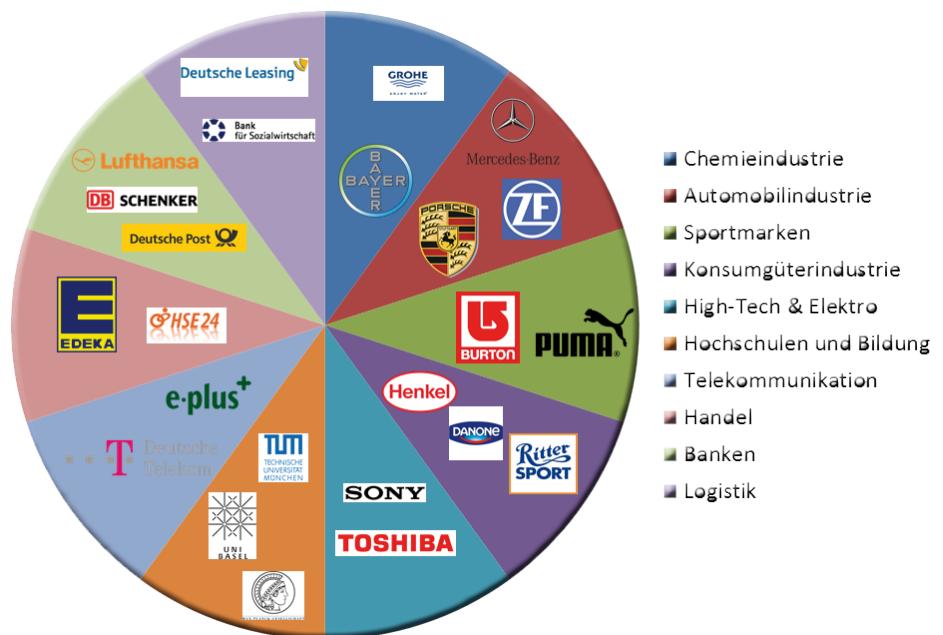 Deutsche Leasing
Bank
für Sozialwirtschaft
GROHE
ENJOY WATER®
BAYER
BAYER
Mercedes-Benz
ZF
PORSCHE
Lufthansa
DB SCHENKER
Deutsche Post
E
EDEKA
HSE24
BURTON
PUMA®
e-plus+
Henkel
DANONE
Ritter
SPORT
T Deutsche
Telekom
TUM
TECHNISCHE
UNIVERSITÄT
MÜNCHEN
UNI
BASEL
SONY
TOSHIBA
Chemieindustrie
Automobilindustrie
Sportmarken
Konsumgüterindustrie
High-Tech & Elektro
Hochschulen und Bildung
Telekommunikation
Handel
Banken
Logistik